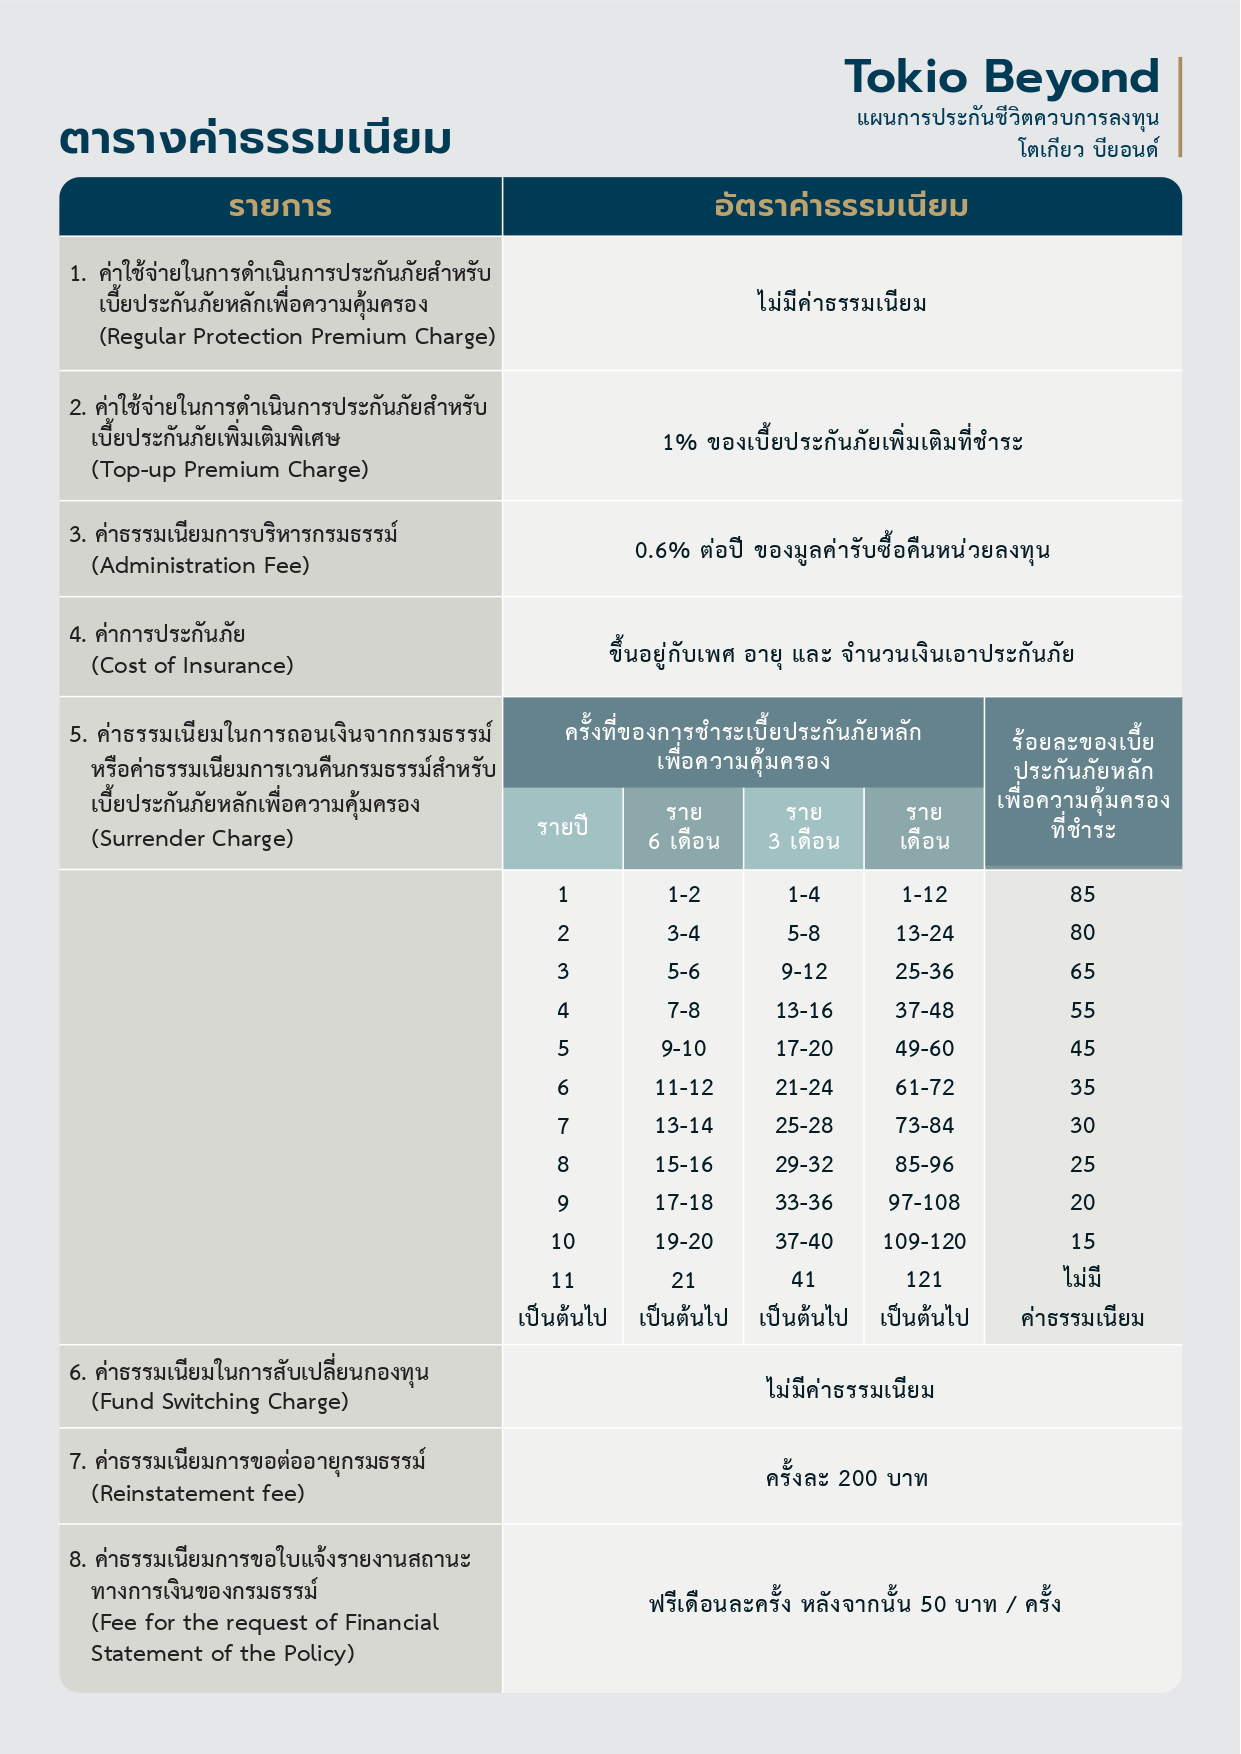 Tokio Beyond
แผนการประกันชีวิตควบการลงทุน
โตเกียว บียอนด์
ตารางค่าธรรมเนียม
รายการ
อัตราค่าธรรมเนียม
1. ค่าใช้จ่ายในการดำเนินการประกันภัยสำหรับ
เบี้ยประกันภัยหลักเพื่อความคุ้มครอง
(Regular Protection Premium Charge)
ไม่มีค่าธรรมเนียม
2. ค่าใช้จ่ายในการดำเนินการประกันภัยสำหรับ
เบี้ยประกันภัยเพิ่มเติมพิเศษ
(Top-up Premium Charge)
1% ของเบี้ยประกันภัยเพิ่มเติมที่ชำระ
3. ค่าธรรมเนียมการบริหารกรมธรรม์
(Administration Fee)
0.6% ต่อปี ของมูลค่ารับซื้อคืนหน่วยลงทุน
4. ค่าการประกันภัย
(Cost of Insurance)
ขึ้นอยู่กับเพศ อายุ และ จำนวนเงินเอาประกันภัย
5. ค่าธรรมเนียมในการถอนเงินจากกรมธรรม์
หรือค่าธรรมเนียมการเวนคืนกรมธรรม์สำหรับ
เบี้ยประกันภัยหลักเพื่อความคุ้มครอง
(Surrender Charge)
ครั้งที่ของการชำระเบี้ยประกันภัยหลัก
เพื่อความคุ้มครอง
ร้อยละของเบี้ย
ประกันภัยหลัก
เพื่อความคุ้มครอง
ที่ชำระ
รายปี
ราย
6 เดือน
ราย
3 เดือน
ราย
เดือน
1 1-2 1-4 1-12 85
2 3-4 5-8 13-24 80
3 5-6 9-12 25-36 65
4 7-8 13-16 37-48 55
5 9-10 17-20 49-60 45
6 11-12 21-24 61-72 35
7 13-14 25-28 73-84 30
8 15-16 29-32 85-96 25
9 17-18 33-36 97-108 20
10 19-20 37-40 109-120 15
11 21 41 121 ไม่มี
เป็นต้นไป เป็นต้นไป เป็นต้นไป เป็นต้นไป ค่าธรรมเนียม
6. ค่าธรรมเนียมในการสับเปลี่ยนกองทุน
(Fund Switching Charge)
ไม่มีค่าธรรมเนียม
7. ค่าธรรมเนียมการขอต่ออายุกรมธรรม์
(Reinstatement fee)
ครั้งละ 200 บาท
8. ค่าธรรมเนียมการขอใบแจ้งรายงานสถานะ
ทางการเงินของกรมธรรม์
(Fee for the request of Financial
Statement of the Policy)
ฟรีเดือนละครั้ง หลังจากนั้น 50 บาท / ครั้ง